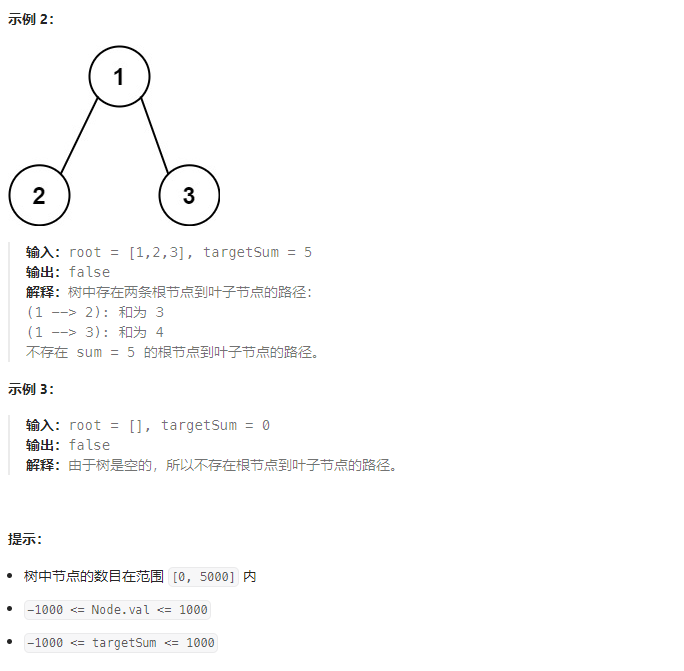 示例 2：
1
2
3
输入：root = [1,2,3], targetSum = 5
输出：false
解释：树中存在两条根节点到叶子节点的路径：
(1 --> 2): 和为 3
(1 --> 3): 和为 4
不存在 sum = 5 的根节点到叶子节点的路径。
示例 3：
输入：root = [], targetSum = 0
输出：false
解释：由于树是空的，所以不存在根节点到叶子节点的路径。
提示：
• 树中节点的数目在范围 [0, 5000] 内
• -1000 <= Node.val <= 1000
• -1000 <= targetSum <= 1000